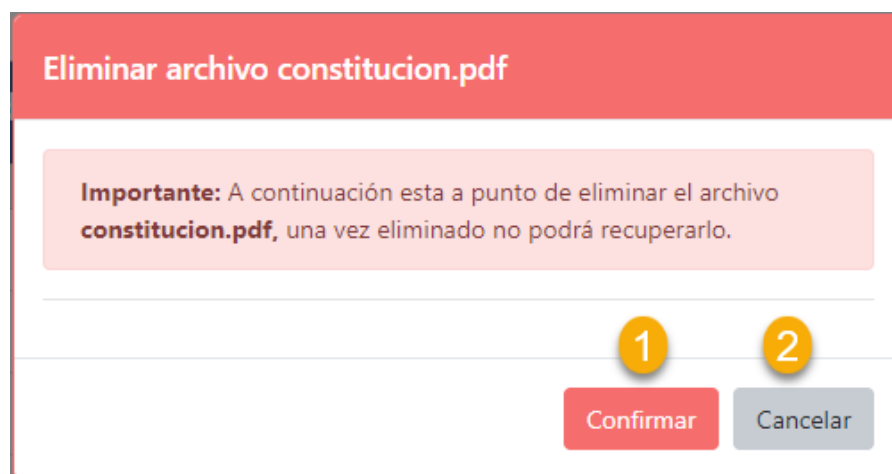 Eliminar archivo constitucion.pdf
Importante: A continuación esta a punto de eliminar el archivo
constitucion.pdf, una vez eliminado no podrá recuperarlo.
1 2
Confirmar Cancelar